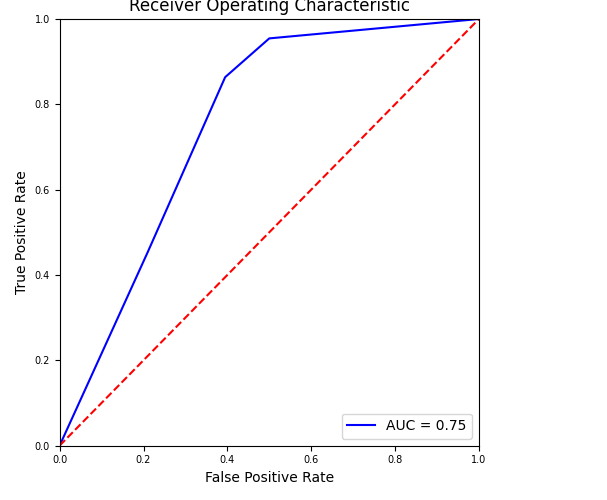 Receiver Operating Characteristic
1.0
0.8
0.6
0.4
0.2
0.0
True Positive Rate
AUC = 0.75
0.0 0.2 0.4 0.6 0.8 1.0
False Positive Rate